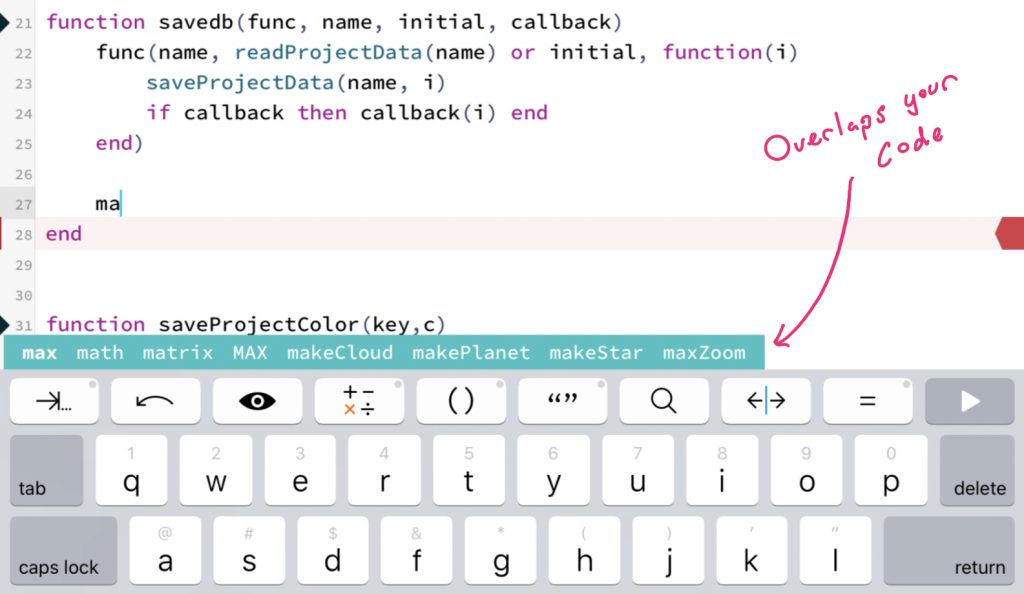 21 function savedb(func, name, initial, callback)
22 func(name, readProjectData(name) or initial, function(i)
23 saveProjectData(name, i)
24 if callback then callback(i) end
25 end)
26
27 ma
28 end
29
30
31 function saveProjectColor(key,c)
Overlaps your
code
max math matrix MAX makeCloud makePlanet makeStar maxZoom
... + − × ÷ () “” =
1 2 3 4 5 6 7 8 9 0
tab q w e r t y u i o p delete
@ # $ & * ( ) ' "
caps lock a s d f g h j k l return